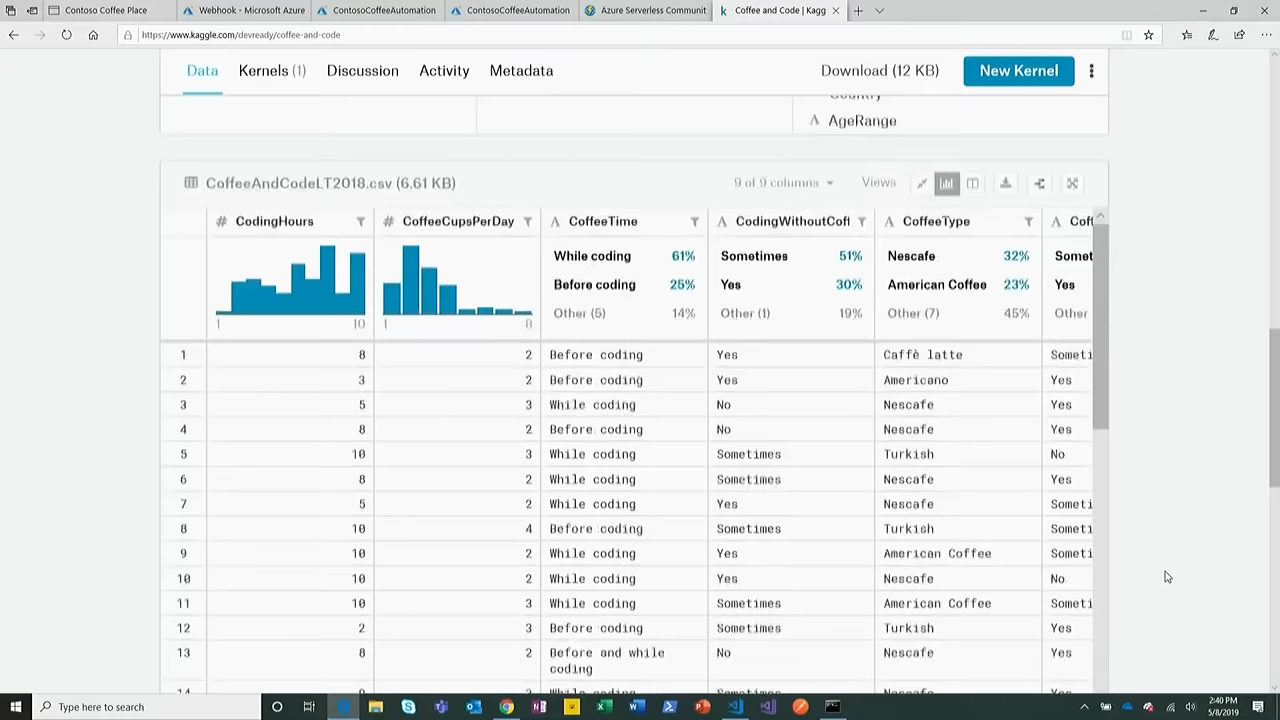 Contoso Coffee Place
Webhook - Microsoft Azure
ContosoCoffeeAutomation
ContosoCoffeeAutomation
Azure Serverless Communit
Coffee and Code | Kagg
https://www.kaggle.com/devready/coffee-and-code
Data Kernels (1) Discussion Activity Metadata Download (12 KB) New Kernel
Country
A AgeRange
CoffeeAndCodeLT2018.csv (6.61 KB) 9 of 9 columns Views
# CodingHours # CoffeeCupsPerDay A CoffeeTime A CodingWithoutCoff A CoffeeType A Coff
While coding 61% Sometimes 51% Nescafe 32% Somet
Before coding 25% Yes 30% American Coffee 23% Yes
Other (5) 14% Other (1) 19% Other (7) 45% Other
1 10 1 8
1 8 2 Before coding Yes Caffè latte Someti
2 3 2 Before coding Yes Americano Yes
3 5 3 While coding No Nescafe Yes
4 8 2 Before coding No Nescafe Yes
5 10 3 While coding Sometimes Turkish No
6 8 2 While coding Sometimes Nescafe Yes
7 5 2 While coding Yes Nescafe Someti
8 10 4 Before coding Sometimes Turkish Someti
9 10 2 While coding Yes American Coffee Someti
10 10 2 While coding Yes Nescafe No
11 10 3 While coding Sometimes American Coffee Someti
12 2 3 Before coding Sometimes Turkish Yes
13 8 2 Before and while No Nescafe Yes
coding
14 While coding Sometimes Nescafe Yes
Type here to search
2:40 PM
5/8/2019